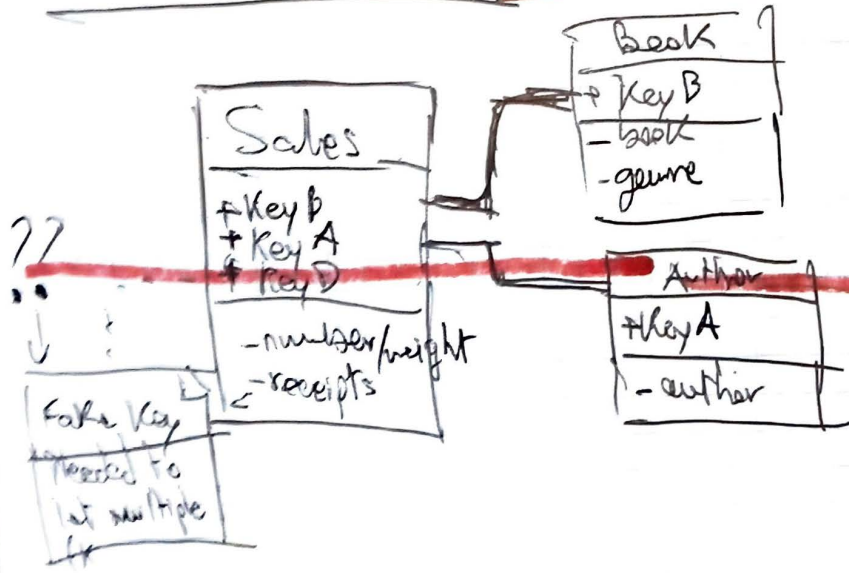 Book
+ Key B
- book
- genre
Sales
+ Key B
+ Key A
+ Key D
- number/weight
- receipts
Author
+ Key A
- author
??
Fake Key
needed to
let multiple